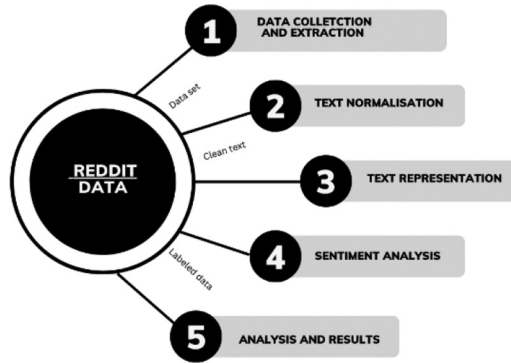 1
DATA COLLETCTION
AND EXTRACTION
Data set
2
TEXT NORMALISATION
Clean text
REDDIT
DATA
3
TEXT REPRESENTATION
4
SENTIMENT ANALYSIS
Labeled data
5
ANALYSIS AND RESULTS